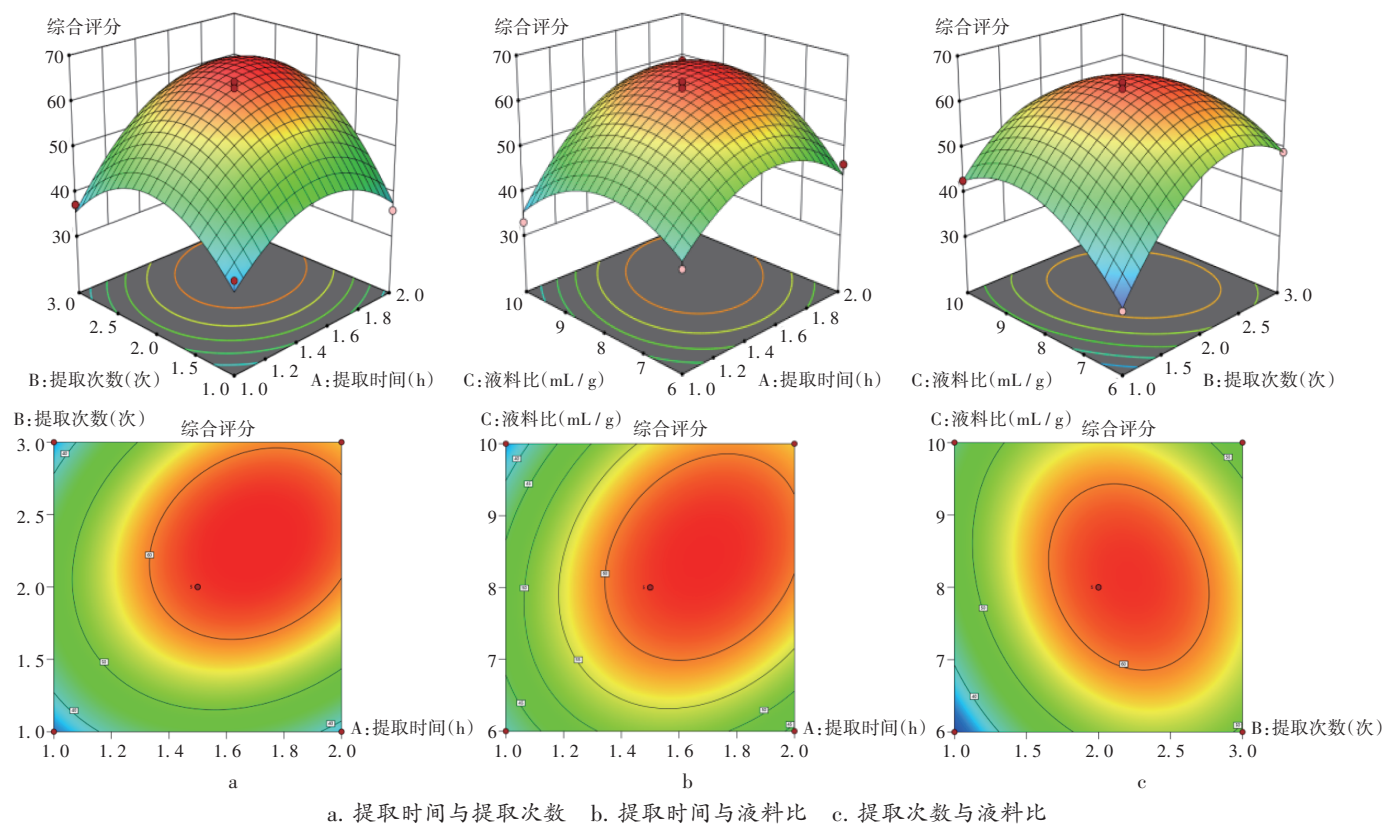 综合评分 综合评分 综合评分
70 70 70
60 60 60
50 50 50
40 40 40
30 30 30
3.0 2.0 10 2.0 10 3.0
2.5 1.8 9 1.8 9 2.5
2.0 1.6 8 1.6 8 2.0
1.5 1.4 7 1.4 7 1.5
1.0 1.0 1.2 6 1.0 1.2 6 1.0
B:提取次数(次) A:提取时间(h) C:液料比(mL/g) A:提取时间(h) C:液料比(mL/g) B:提取次数(次)
B:提取次数(次) C:液料比(mL/g) C:液料比(mL/g)
综合评分 综合评分 综合评分
3.0 10 10
2.5 9 9
2.0 8 8
1.5 7 7
1.0 6 6
A:提取时间(h) A:提取时间(h) B:提取次数(次)
1.0 1.2 1.4 1.6 1.8 2.0 1.0 1.2 1.4 1.6 1.8 2.0 1.0 1.5 2.0 2.5 3.0
a b c
a. 提取时间与提取次数 b. 提取时间与液料比 c. 提取次数与液料比